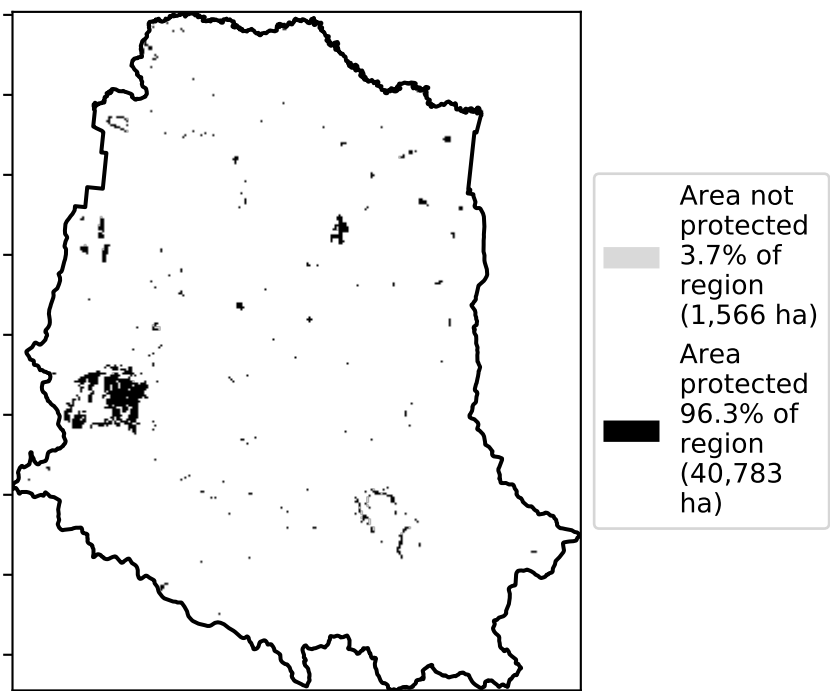 Area not
protected
3.7% of
region
(1,566 ha)
Area
protected
96.3% of
region
(40,783
ha)